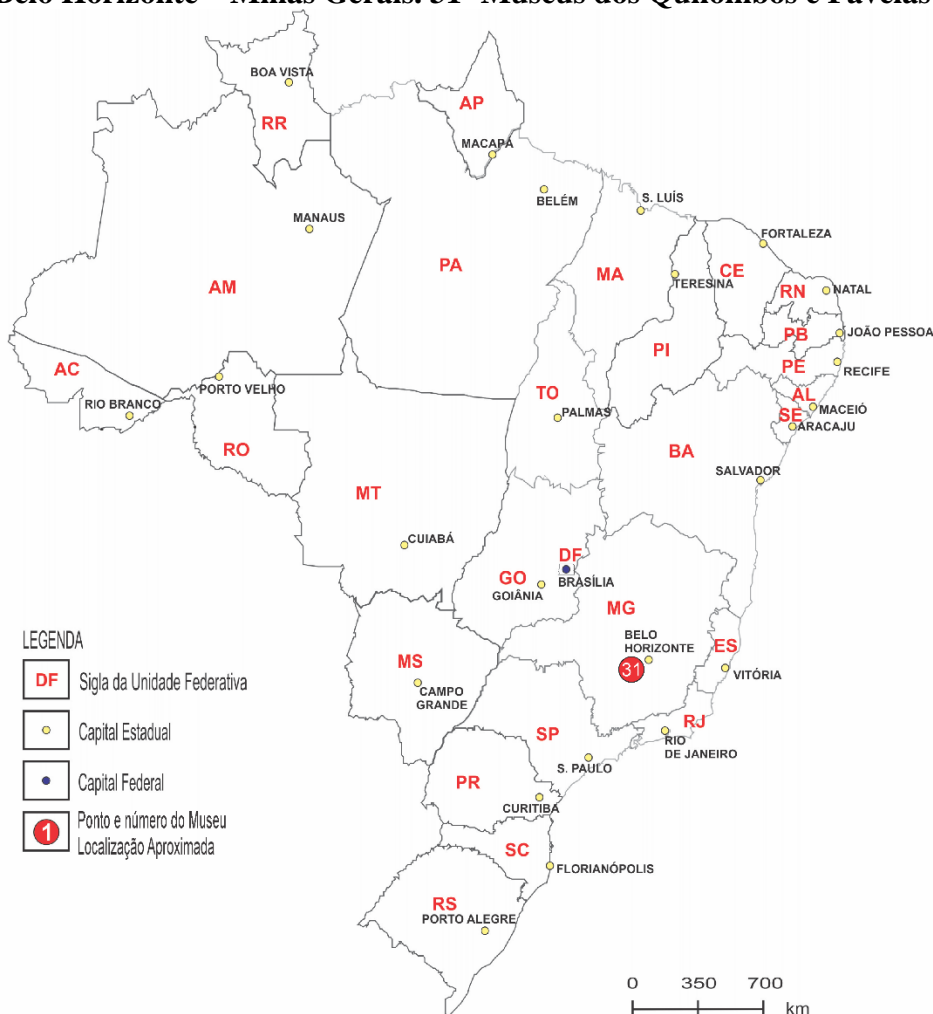 Belo Horizonte – Minas Gerais. 31- Museus dos Quilombos e Favelas
BOA VISTA
RR
AP
MACAPÁ
BELÉM
S. LUÍS
MANAUS
FORTALEZA
PA
MA
CE
TERESINA
RN
NATAL
AM
PB
JOÃO PESSOA
PI
PE
RECIFE
AC
PORTO VELHO
TO
AL
RIO BRANCO
PALMAS
MACEIÓ
SE
ARACAJU
RO
BA
SALVADOR
MT
CUIABÁ
DF
GO
BRASÍLIA
GOIÂNIA
MG
BELO
HORIZONTE
ES
31
VITÓRIA
MS
CAMPO
GRANDE
RJ
RIO
DE JANEIRO
SP
S. PAULO
PR
CURITIBA
SC
FLORIANÓPOLIS
RS
PORTO ALEGRE
LEGENDA
DF Sigla da Unidade Federativa
Capital Estadual
Capital Federal
1 Ponto e número do Museu
Localização Aproximada
0 350 700
km